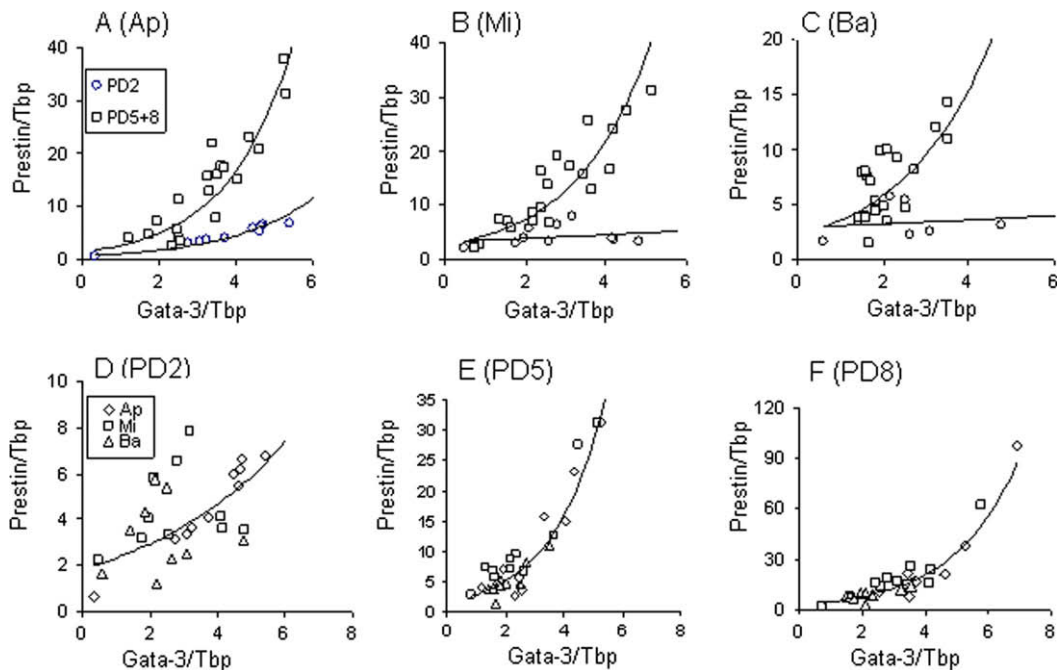 A (Ap)
B (Mi)
C (Ba)
40
30
20
10
0
Prestin/Tbp
PD2
PD5+8
0 2 4 6
Gata-3/Tbp
40
30
20
10
0
Prestin/Tbp
0 2 4 6
Gata-3/Tbp
20
15
10
5
0
Prestin/Tbp
0 2 4 6
Gata-3/Tbp
D (PD2)
E (PD5)
F (PD8)
10
8
6
4
2
0
Prestin/Tbp
Ap
Mi
Ba
0 2 4 6 8
Gata-3/Tbp
35
30
25
20
15
10
5
0
Prestin/Tbp
0 2 4 6 8
Gata-3/Tbp
120
90
60
30
0
Prestin/Tbp
0 2 4 6 8
Gata-3/Tbp